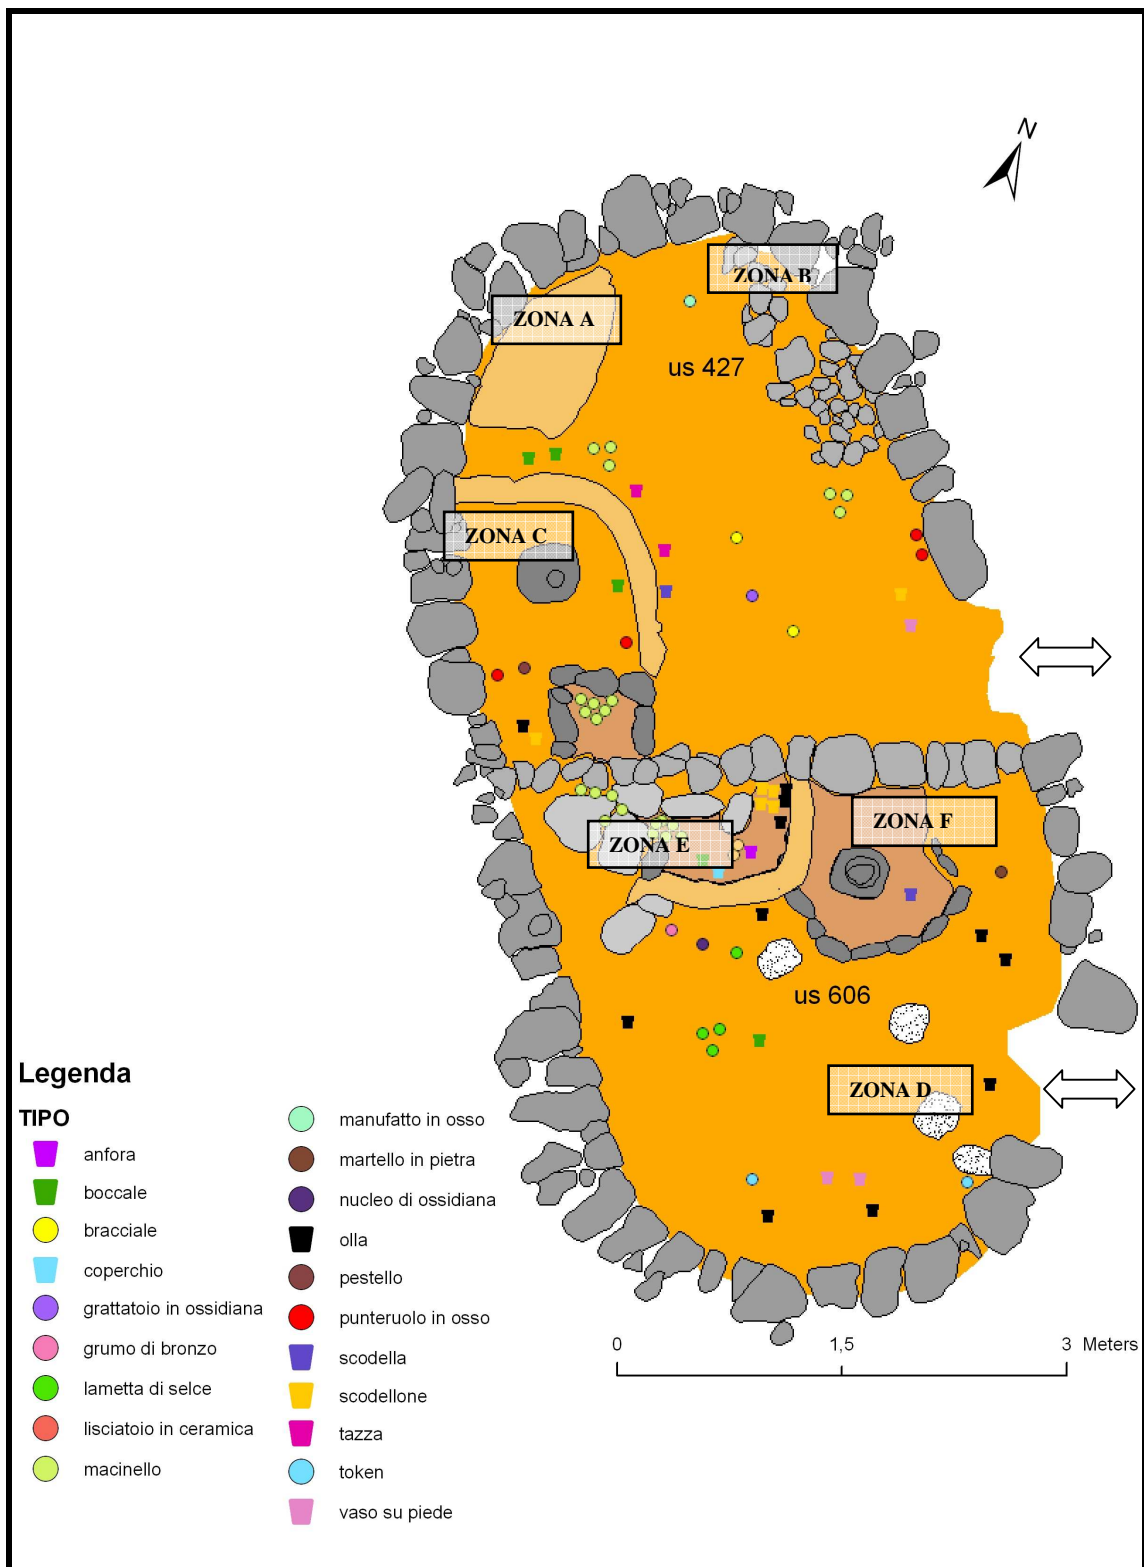 N
ZONA B
ZONA A
us 427
ZONA C
ZONA F
ZONA E
us 606
ZONA D
0 1,5 3 Meters
Legenda
TIPO
anfora
boccale
bracciale
coperchio
grattatoio in ossidiana
grumo di bronzo
lametta di selce
lisciatoio in ceramica
macinello
manufatto in osso
martello in pietra
nucleo di ossidiana
olla
pestello
punteruolo in osso
scodella
scodellone
tazza
token
vaso su piede